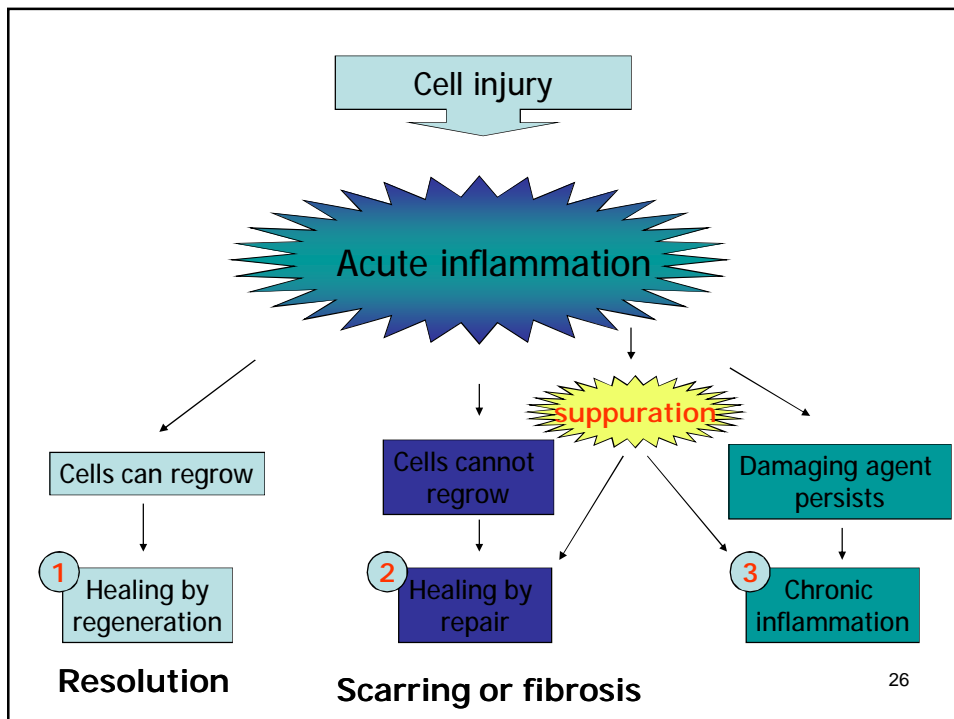 Cell injury
Acute inflammation
suppuration
Cells can regrow
Cells cannot
regrow
Damaging agent
persists
1
Healing by
regeneration
2
Healing by
repair
3
Chronic
inflammation
Resolution
Scarring or fibrosis
26